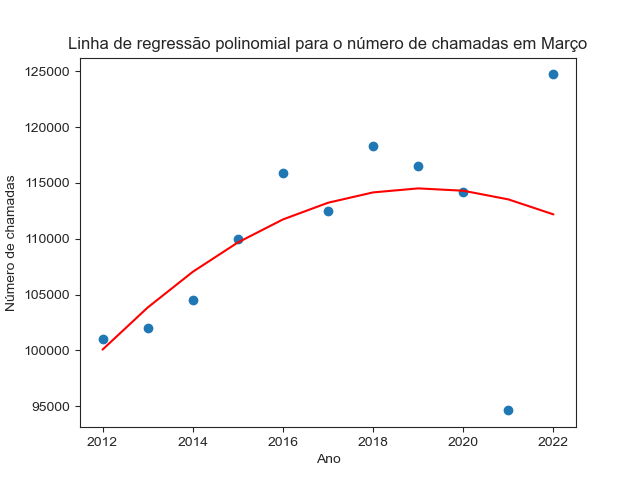 Linha de regressão polinomial para o número de chamadas em Março
125000
120000
115000
110000
105000
100000
95000
Número de chamadas
2012 2014 2016 2018 2020 2022
Ano